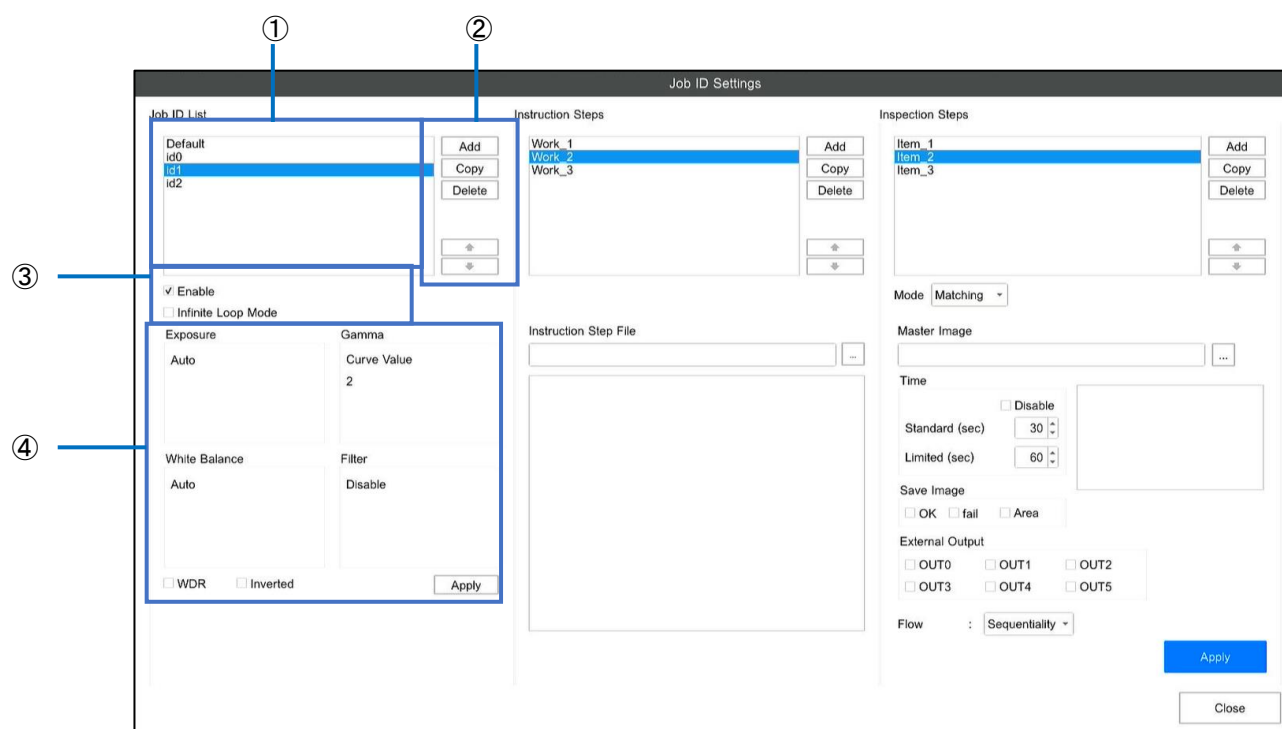 ① ②
Job ID Settings
Job ID List
Default
id0
id1
id2
Add
Copy
Delete
③
✓ Enable
Infinite Loop Mode
④
Exposure
Auto
Gamma
Curve Value
2
White Balance
Auto
Filter
Disable
WDR Inverted Apply
Instruction Steps
Work_1
Work_2
Work_3
Add
Copy
Delete
Instruction Step File
...
Inspection Steps
Item_1
Item_2
Item_3
Add
Copy
Delete
Mode Matching
Master Image
...
Time
Disable
Standard (sec) 30
Limited (sec) 60
Save Image
OK fail Area
External Output
OUT0 OUT1 OUT2
OUT3 OUT4 OUT5
Flow : Sequentiality
Apply
Close